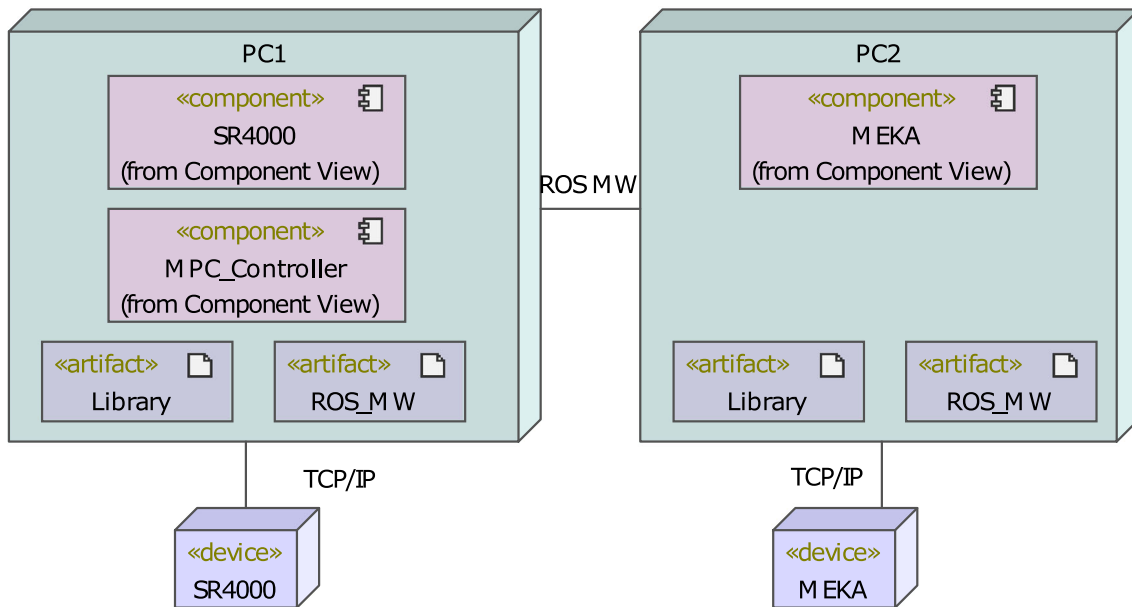 PC1
«component»
SR4000
(from Component View)
«component»
MPC_Controller
(from Component View)
«artifact»
Library
«artifact»
ROS_MW
ROS MW
PC2
«component»
MEKA
(from Component View)
«artifact»
Library
«artifact»
ROS_MW
TCP/IP
TCP/IP
«device»
SR4000
«device»
MEKA